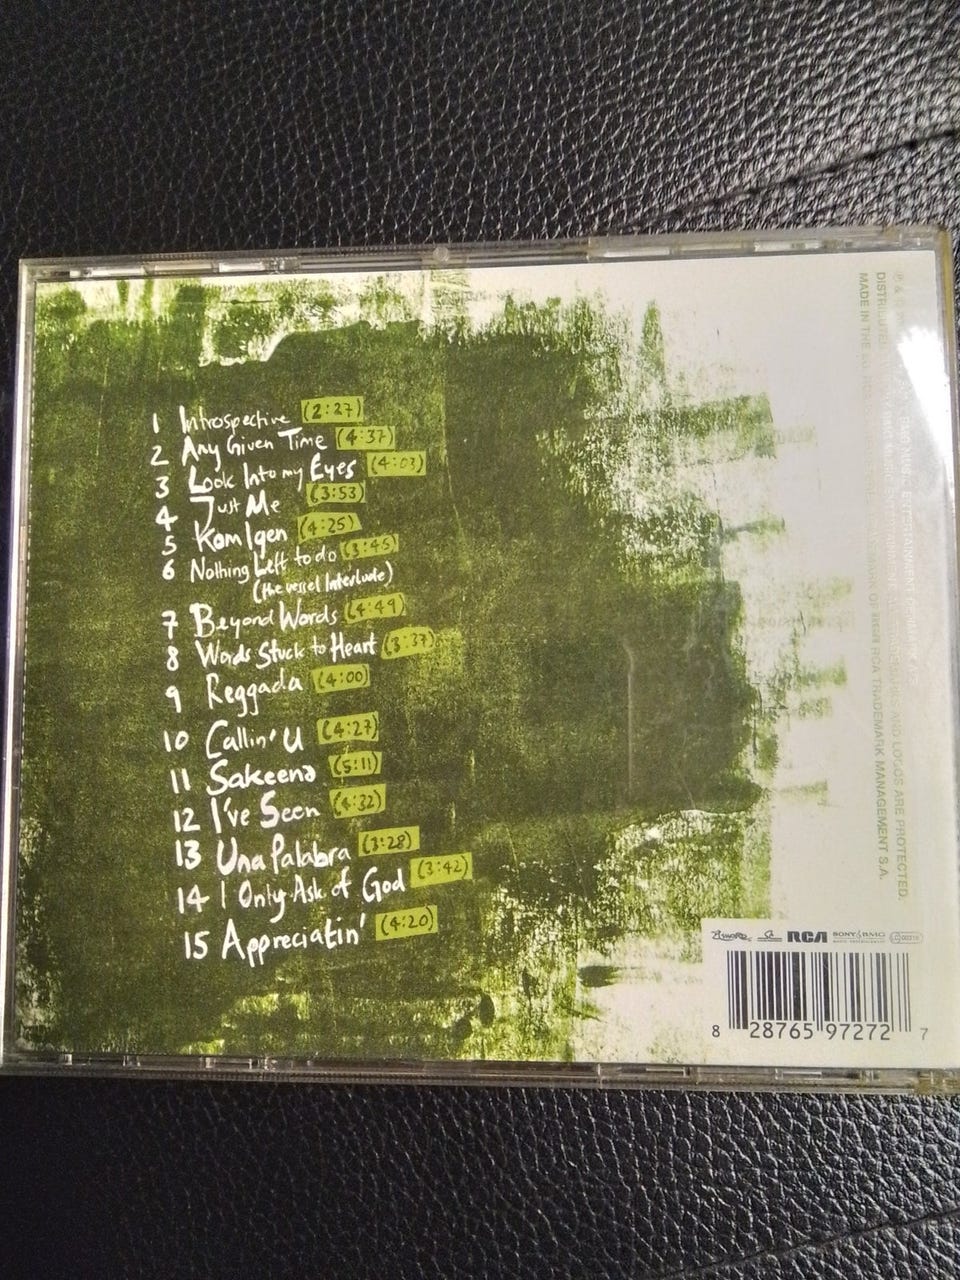 1 Introspective (2:27)
2 Any Given Time (4:37)
3 Look Into my Eyes (4:03)
4 Just Me (3:53)
5 Kom Igen (4:25)
6 Nothing Left to do (3:45)
(the vessel Interlude)
7 Beyond Words (4:49)
8 Words Stuck to Heart (3:37)
9 Reggada (4:00)
10 Callin' U (4:27)
11 Sakeena (5:11)
12 I've Seen (4:32)
13 Una Palabra (3:28)
14 I Only Ask of God (3:42)
15 Appreciatin' (4:20)
AND LOGOS ARE PROTECTED.
MADE IN THE RCA TRADEMARK MANAGEMENT S.A.
RCA SONY BMG
MUSIC ENTERTAINMENT
8 28765 97272 7